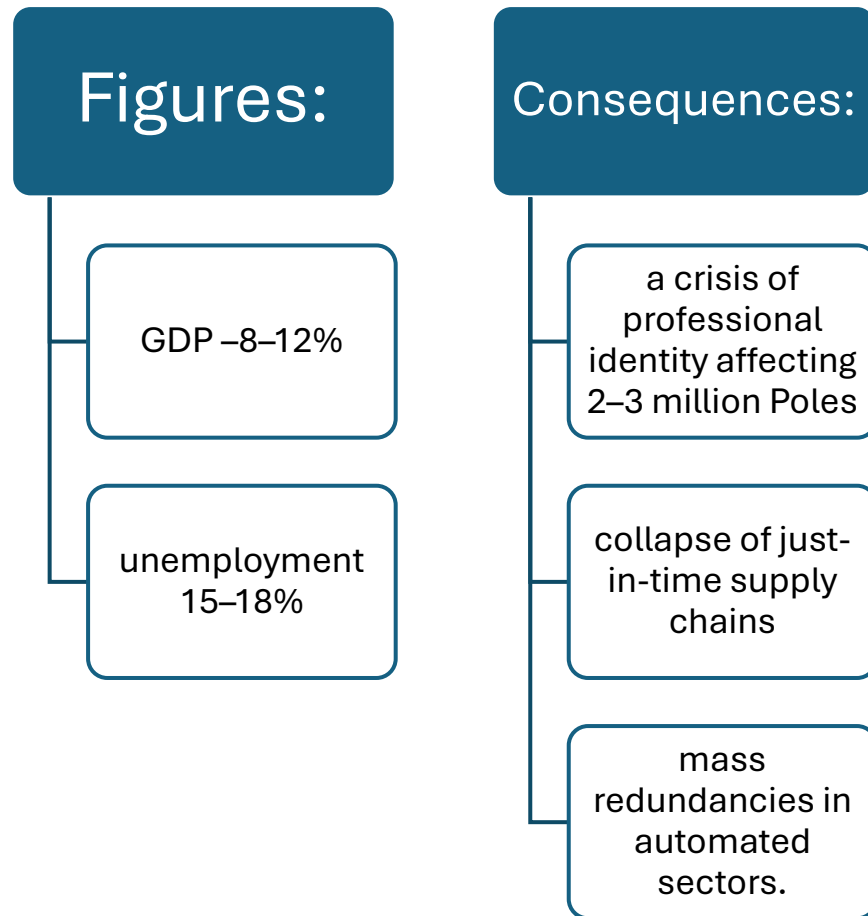 Figures:
GDP –8–12%
unemployment
15–18%
Consequences:
a crisis of
professional
identity affecting
2–3 million Poles
collapse of just-
in-time supply
chains
mass
redundancies in
automated
sectors.